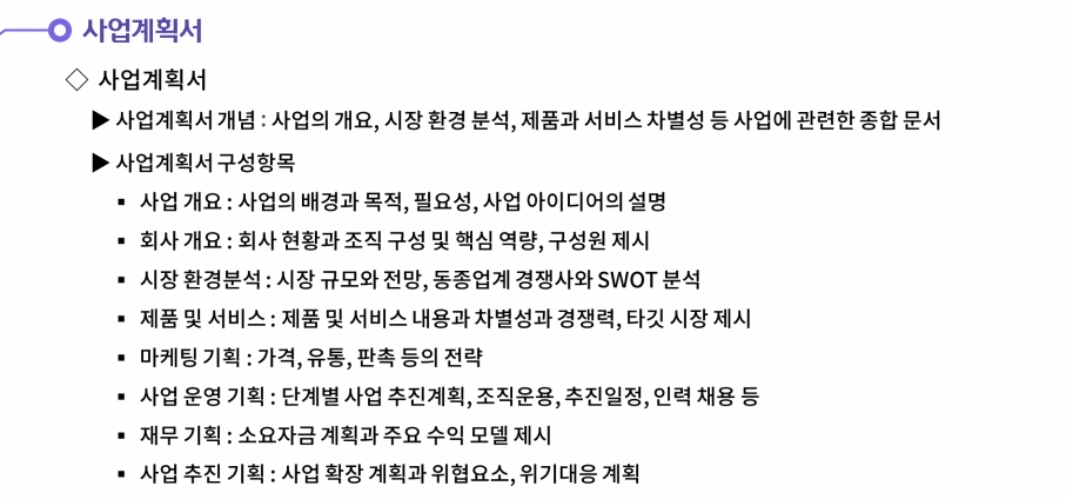 사업계획서
◇ 사업계획서
▶ 사업계획서 개념 : 사업의 개요, 시장 환경 분석, 제품과 서비스 차별성 등 사업에 관련한 종합 문서
▶ 사업계획서 구성항목
▪ 사업 개요 : 사업의 배경과 목적, 필요성, 사업 아이디어의 설명
▪ 회사 개요 : 회사 현황과 조직 구성 및 핵심 역량, 구성원 제시
▪ 시장 환경분석 : 시장 규모와 전망, 동종업계 경쟁사와 SWOT 분석
▪ 제품 및 서비스 : 제품 및 서비스 내용과 차별성과 경쟁력, 타깃 시장 제시
▪ 마케팅 기획 : 가격, 유통, 판촉 등의 전략
▪ 사업 운영 기획 : 단계별 사업 추진계획, 조직운용, 추진일정, 인력 채용 등
▪ 재무 기획 : 소요자금 계획과 주요 수익 모델 제시
▪ 사업 추진 기획 : 사업 확장 계획과 위협요소, 위기대응 계획